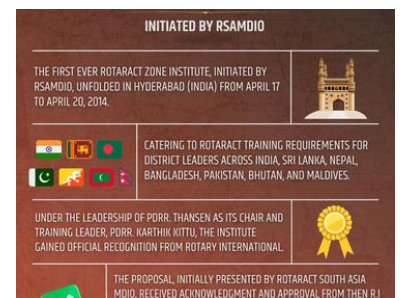 INITIATED BY RSAMDIO
THE FIRST EVER ROTARACT ZONE INSTITUTE, INITIATED BY
RSAMDIO, UNFOLDED IN HYDERABAD (INDIA) FROM APRIL 17
TO APRIL 20, 2014.
CATERING TO ROTARACT TRAINING REQUIREMENTS FOR
DISTRICT LEADERS ACROSS INDIA, SRI LANKA, NEPAL,
BANGLADESH, PAKISTAN, BHUTAN, AND MALDIVES.
UNDER THE LEADERSHIP OF PDRR. THANSEN AS ITS CHAIR AND
TRAINING LEADER, PDRR. KARTHIK KITTU, THE INSTITUTE
GAINED OFFICIAL RECOGNITION FROM ROTARY INTERNATIONAL.
THE PROPOSAL, INITIALLY PRESENTED BY ROTARACT SOUTH ASIA
MDIO, RECEIVED ACKNOWLEDGMENT AND APPROVAL FROM THEN R.I